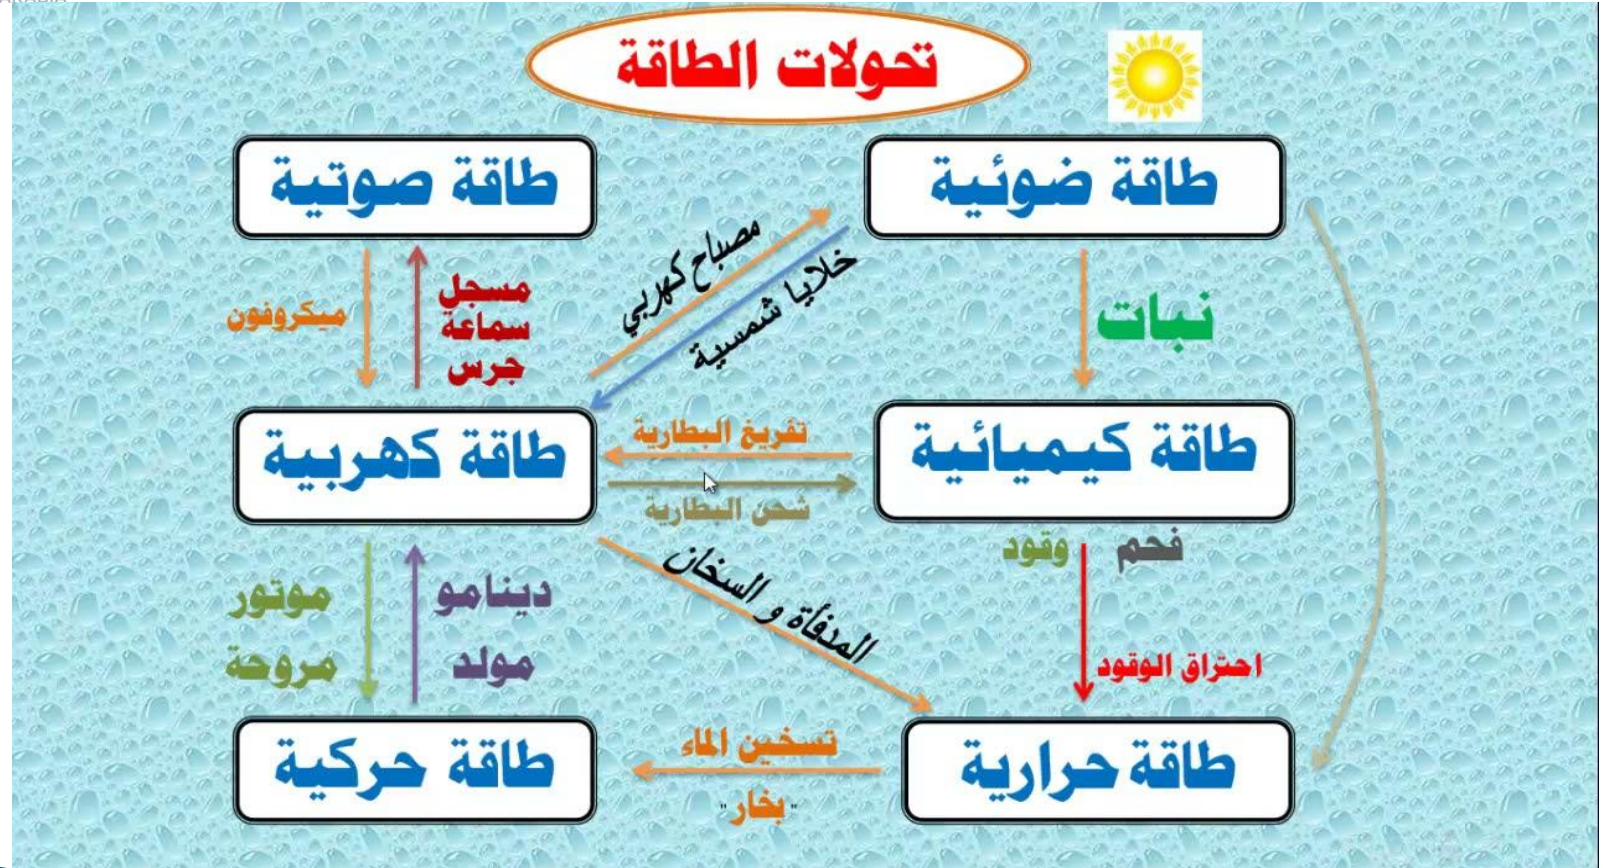 تحولات الطاقة
طاقة ضوئية
طاقة صوتية
مصباح كهربي
خلايا شمسية
نبات
مسجل
سماعة
جرس
ميكروفون
طاقة كيميائية
تفريغ البطارية
شحن البطارية
طاقة كهربية
فحم
وقود
احتراق الوقود
المدفأة و السخان
دينامو
مولد
موتور
مروحة
طاقة حرارية
تسخين الماء
"بخار"
طاقة حركية